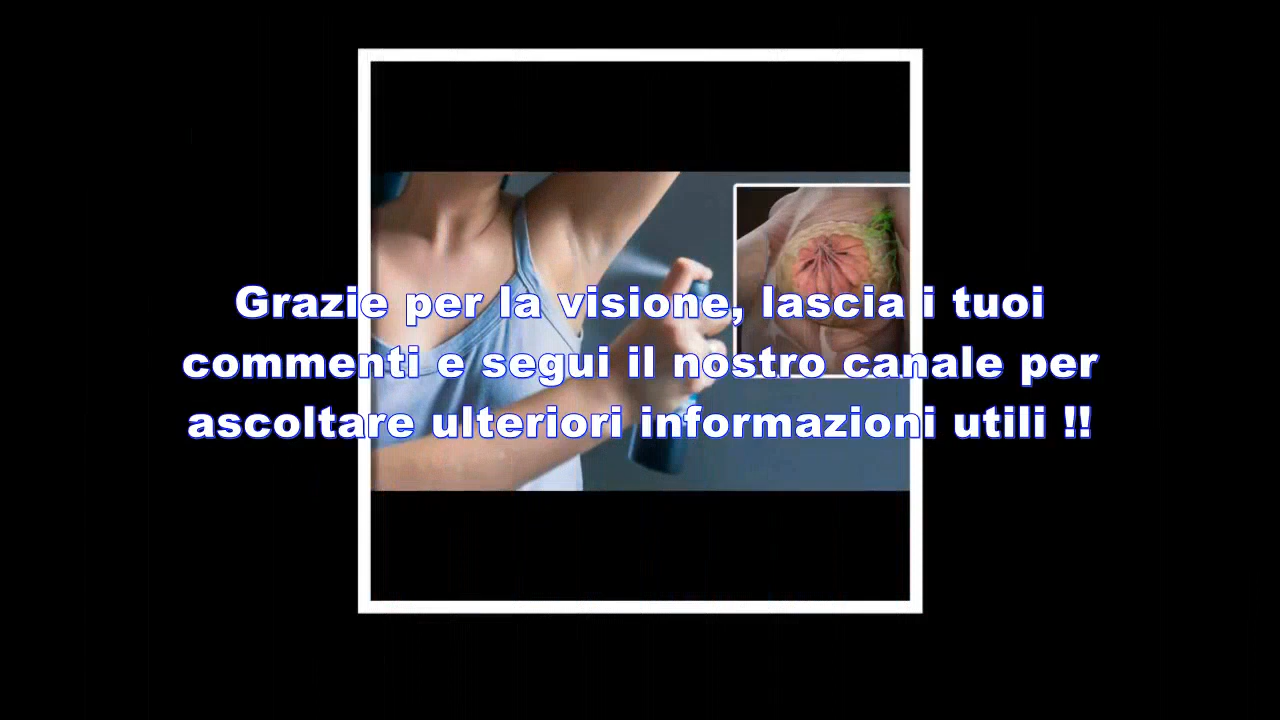 Grazie per la visione, lascia i tuoi
commenti e segui il nostro canale per
ascoltare ulteriori informazioni utili !!